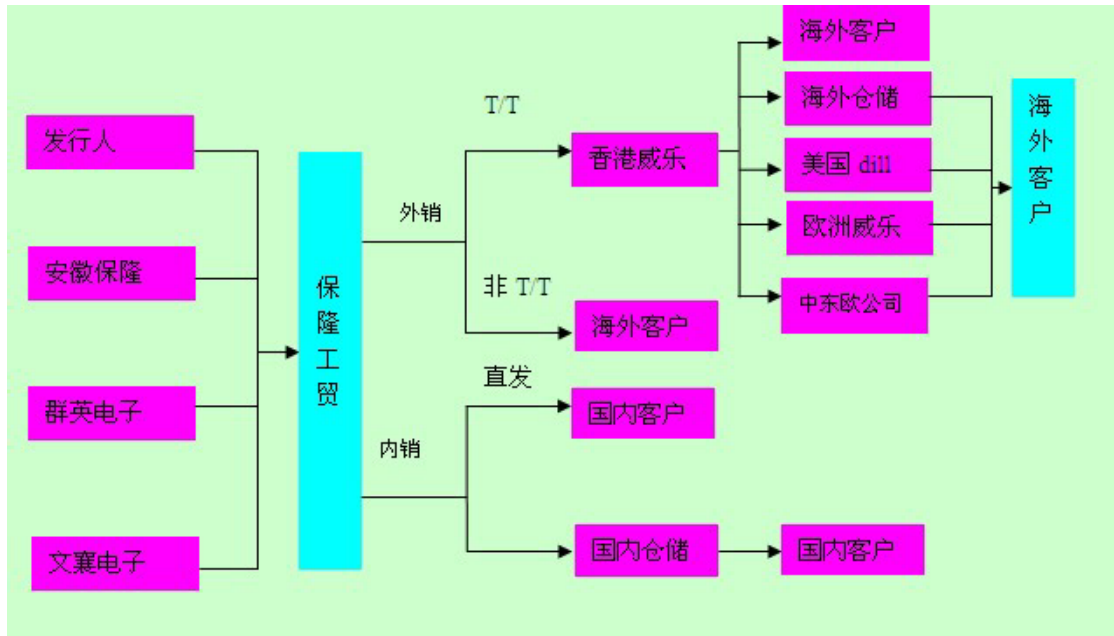 发行人
安徽保隆
群英电子
文襄电子
保隆工贸
外销
内销
T/T
非 T/T
直发
香港威乐
海外客户
国内客户
国内仓储
国内客户
海外客户
海外仓储
美国 dill
欧洲威乐
中东欧公司
海外客户